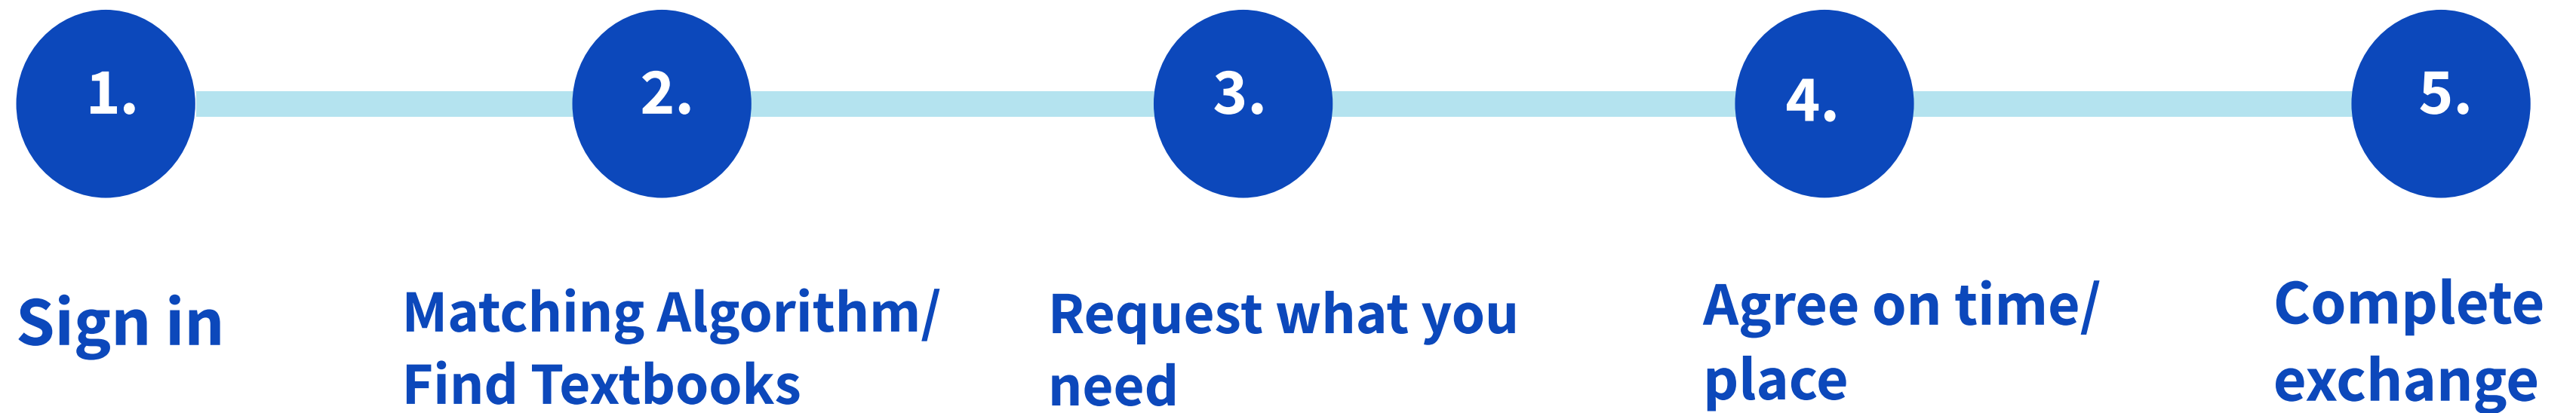 1.
2.
3.
4.
5.
Sign in
Matching Algorithm/
Find Textbooks
Request what you
need
Agree on time/
place
Complete
exchange